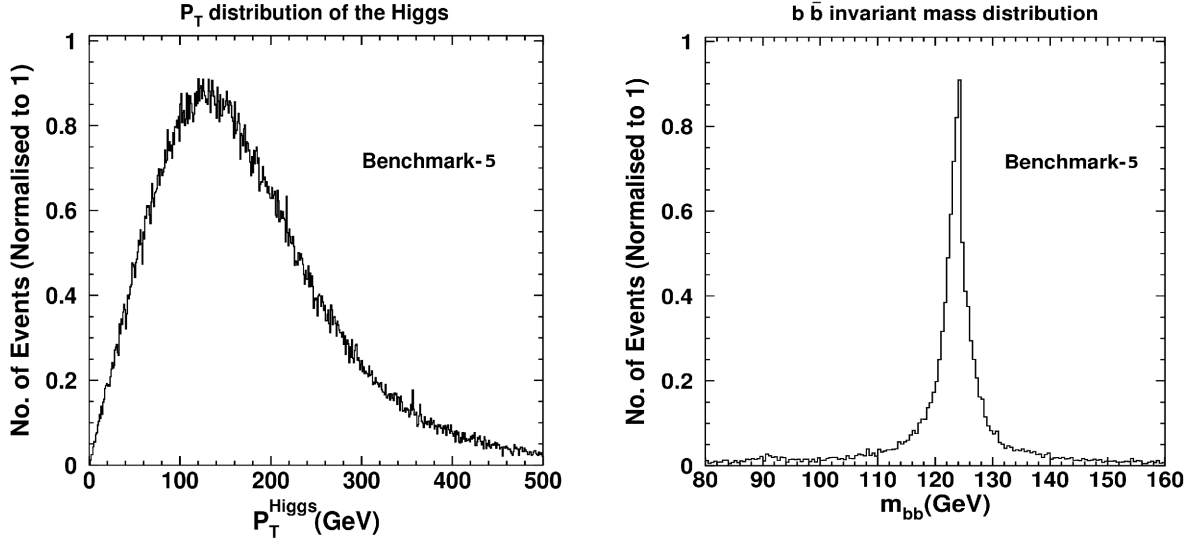 P_T distribution of the Higgs
No. of Events (Normalised to 1)
1
0.8
0.6
0.4
0.2
0
Benchmark-5
0 100 200 300 400 500
P_T^Higgs(GeV)
b b̄ invariant mass distribution
No. of Events (Normalised to 1)
1
0.8
0.6
0.4
0.2
0
Benchmark-5
80 90 100 110 120 130 140 150 160
m_bb(GeV)